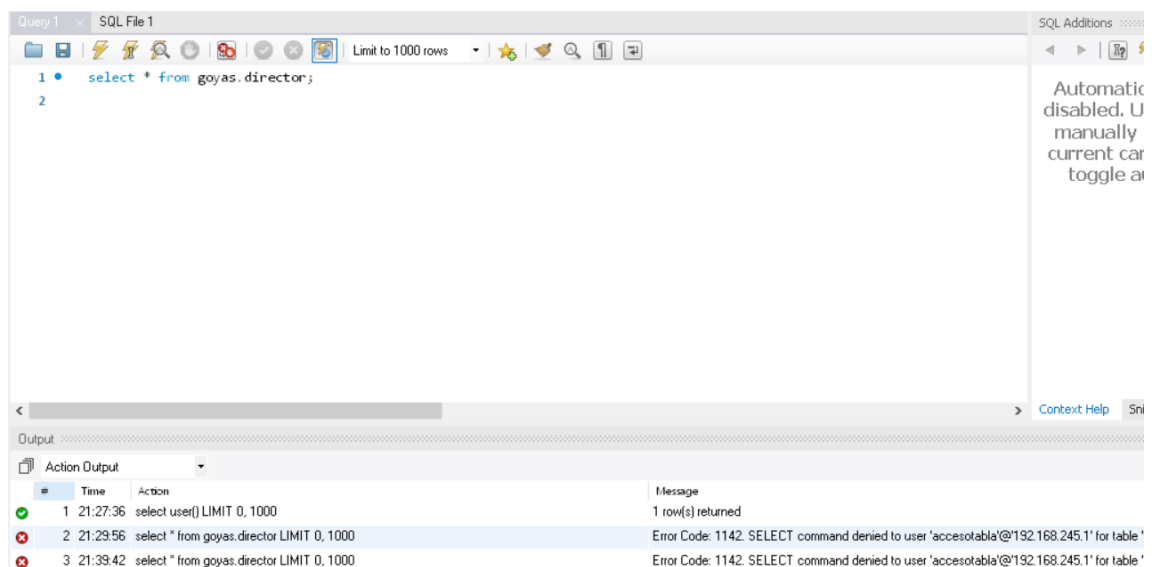 Query 1 × SQL File 1
SQL Additions
Limit to 1000 rows
1 select * from goyas.director;
2
Automatic
disabled. U
manually
current car
toggle au
Context Help Sni
Output
Action Output
# Time Action Message
1 21:27:36 select user() LIMIT 0, 1000 1 row(s) returned
2 21:29:56 select * from goyas.director LIMIT 0, 1000 Error Code: 1142. SELECT command denied to user 'accesotabla'@'192.168.245.1' for table '
3 21:39:42 select * from goyas.director LIMIT 0, 1000 Error Code: 1142. SELECT command denied to user 'accesotabla'@'192.168.245.1' for table '